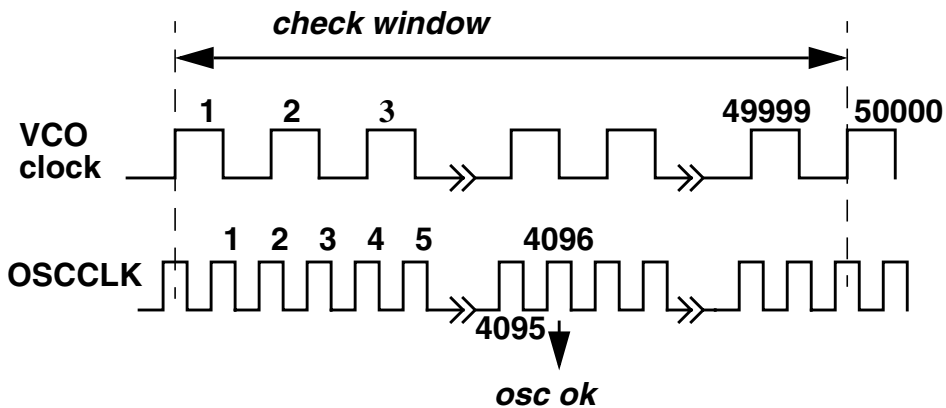 check window
1 2 3 49999 50000
VCO
clock
1 2 3 4 5 4096
OSCCLK
4095
osc ok